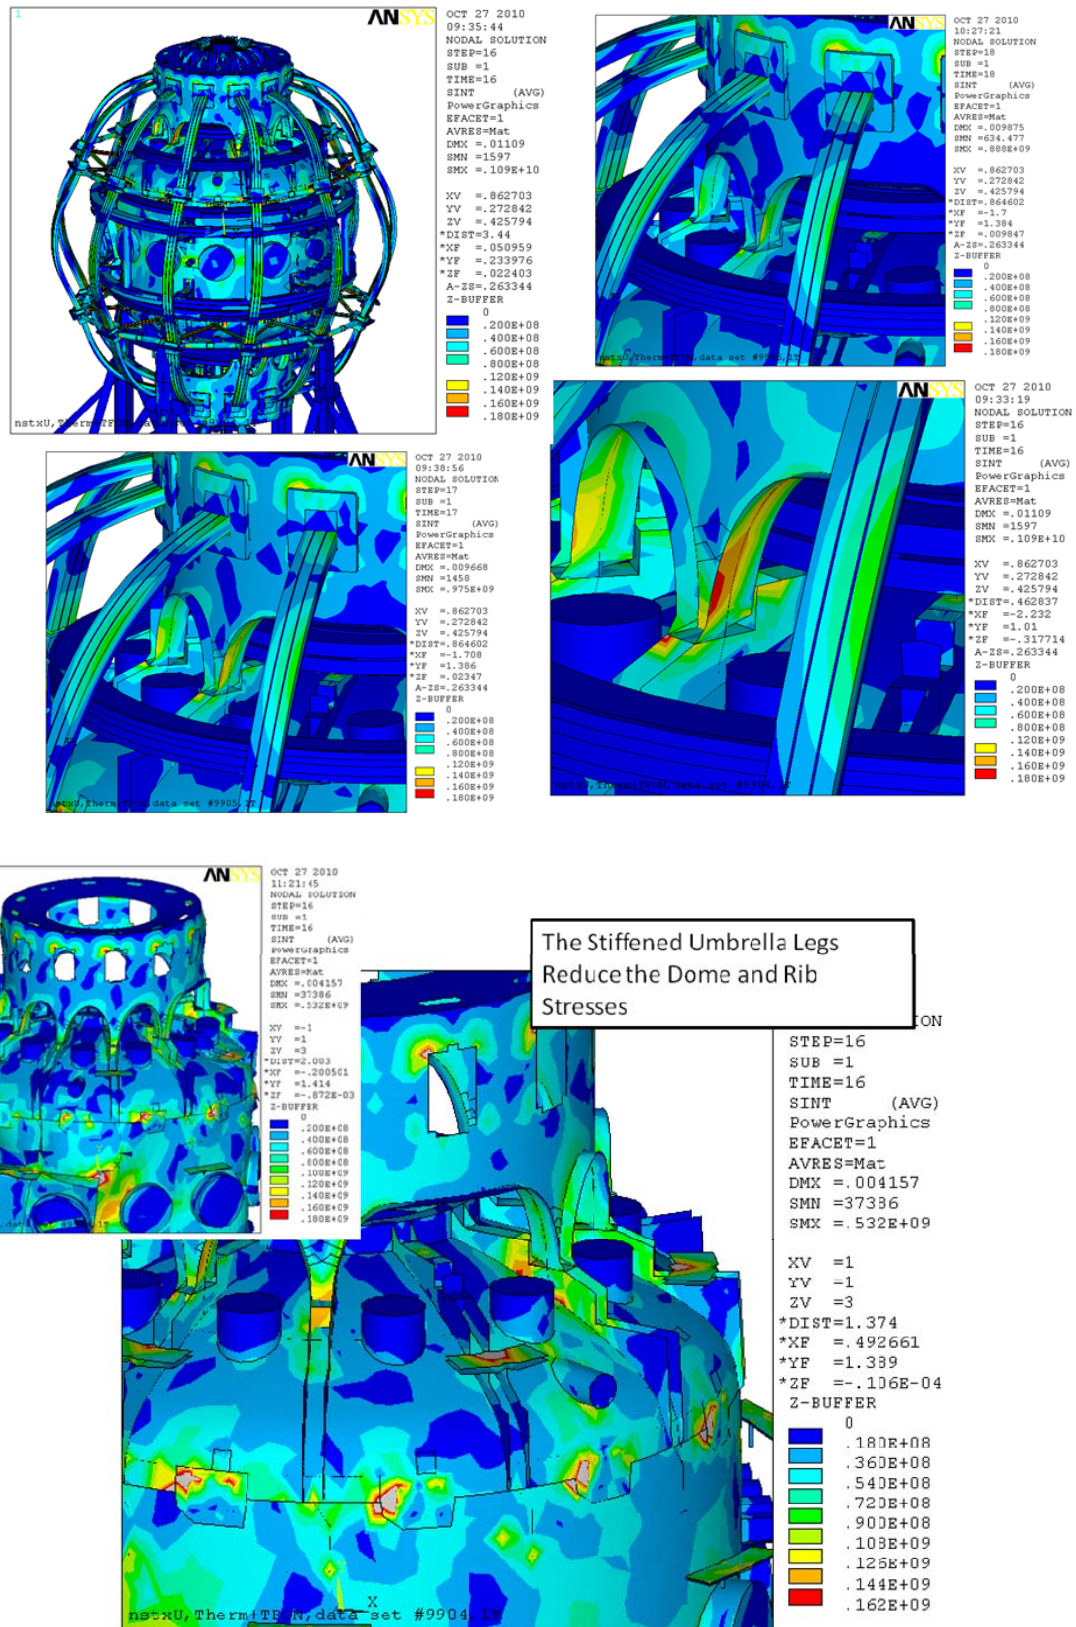 1
ANSYS
OCT 27 2010
09:35:44
NODAL SOLUTION
STEP=16
SUB =1
TIME=16
SINT (AVG)
PowerGraphics
EFACET=1
AVRES=Mat
DMX =.01109
SMN =1597
SMX =.109E+10
XV =.862703
YV =.272842
ZV =.425794
*DIST=3.44
*XF =.050959
*YF =.233976
*ZF =.022403
A-ZS=.263344
Z-BUFFER
0
.200E+08
.400E+08
.600E+08
.800E+08
.120E+09
.140E+09
.160E+09
.180E+09
OCT 27 2010
10:27:21
NODAL SOLUTION
STEP=18
SUB =1
TIME=18
SINT (AVG)
PowerGraphics
EFACET=1
AVRES=Mat
DMX =.009875
SMN =634.477
SMX =.888E+09
XV =.862703
YV =.272842
ZV =.425794
*DIST=.864602
*XF =-1.7
*YF =1.384
*ZF =.009847
A-ZS=.263344
Z-BUFFER
0
.200E+08
.400E+08
.600E+08
.800E+08
.120E+09
.140E+09
.160E+09
.180E+09
ANSYS
OCT 27 2010
09:38:56
NODAL SOLUTION
STEP=17
SUB =1
TIME=17
SINT (AVG)
PowerGraphics
EFACET=1
AVRES=Mat
DMX =.009668
SMN =1458
SMX =.975E+09
XV =.862703
YV =.272842
ZV =.425794
*DIST=.864602
*XF =-1.708
*YF =1.386
*ZF =.02347
A-ZS=.263344
Z-BUFFER
0
.200E+08
.400E+08
.600E+08
.800E+08
.120E+09
.140E+09
.160E+09
.180E+09
nstxU,Therm+TFON,data set #9905,1T
ANSYS
OCT 27 2010
09:33:19
NODAL SOLUTION
STEP=16
SUB =1
TIME=16
SINT (AVG)
PowerGraphics
EFACET=1
AVRES=Mat
DMX =.01109
SMN =1597
SMX =.109E+10
XV =.862703
YV =.272842
ZV =.425794
*DIST=.462837
*XF =-2.232
*YF =1.01
*ZF =-.317714
A-ZS=.263344
Z-BUFFER
0
.200E+08
.400E+08
.600E+08
.800E+08
.120E+09
.140E+09
.160E+09
.180E+09
ANSYS
OCT 27 2010
11:21:45
NODAL SOLUTION
STEP=16
SUB =1
TIME=16
SINT (AVG)
PowerGraphics
EFACET=1
AVRES=Mat
DMX =.004157
SMN =37386
SMX =.532E+09
XV =-1
YV =1
ZV =3
*DIST=2.003
*XF =-.200501
*YF =1.414
*ZF =-.872E-03
Z-BUFFER
0
.200E+08
.400E+08
.600E+08
.800E+08
.100E+09
.120E+09
.140E+09
.160E+09
.180E+09
The Stiffened Umbrella Legs
Reduce the Dome and Rib
Stresses
ION
STEP=16
SUB =1
TIME=16
SINT (AVG)
PowerGraphics
EFACET=1
AVRES=Mat
DMX =.004157
SMN =37386
SMX =.532E+09
XV =1
YV =1
ZV =3
*DIST=1.374
*XF =.492661
*YF =1.389
*ZF =-.106E-04
Z-BUFFER
0
.180E+08
.360E+08
.540E+08
.720E+08
.900E+08
.108E+09
.126E+09
.144E+09
.162E+09
X
nstxU,Therm+TFON,data set #9904,1T